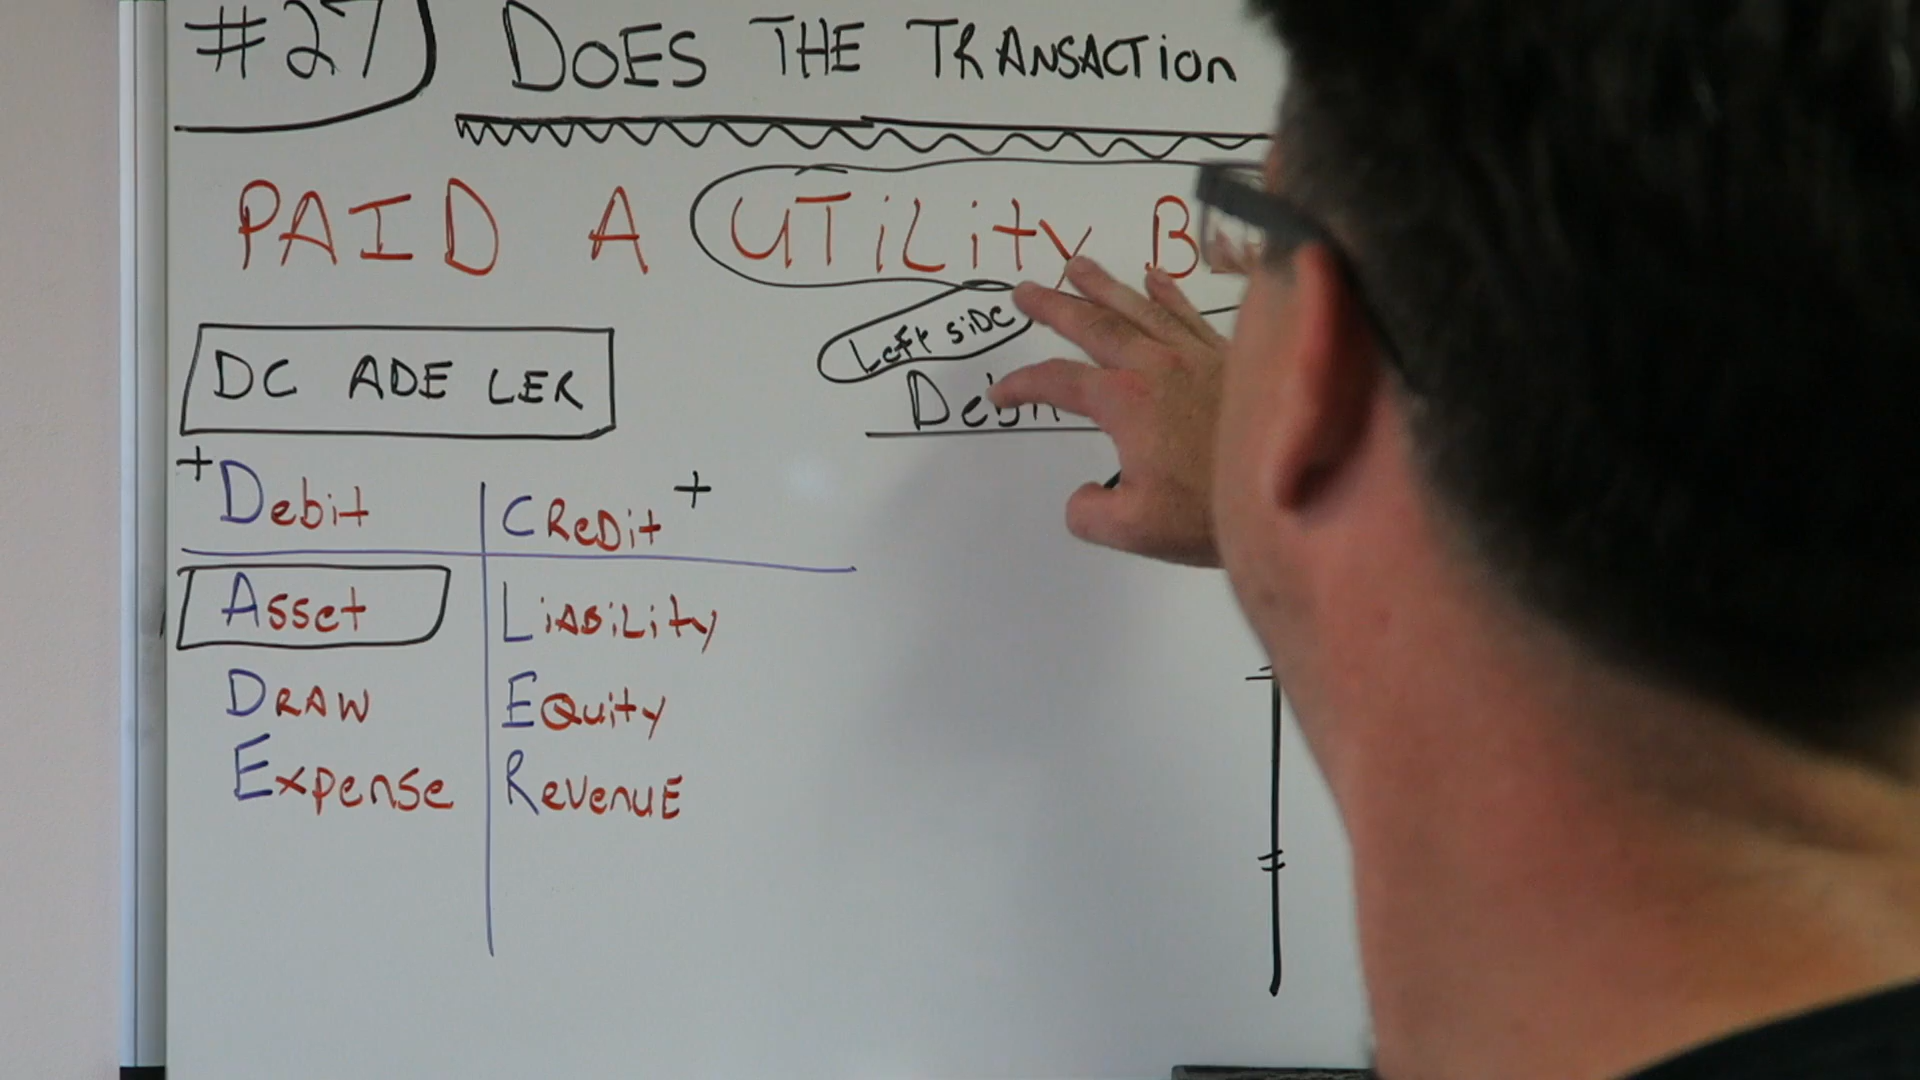 #27) DOES THE TRANSACTION
PAID A UTILITY
Left side
DC ADE LER
Debit
+ Debit CREDit +
Asset LiABiLity
DRAW EQuity
Expense RevenuE